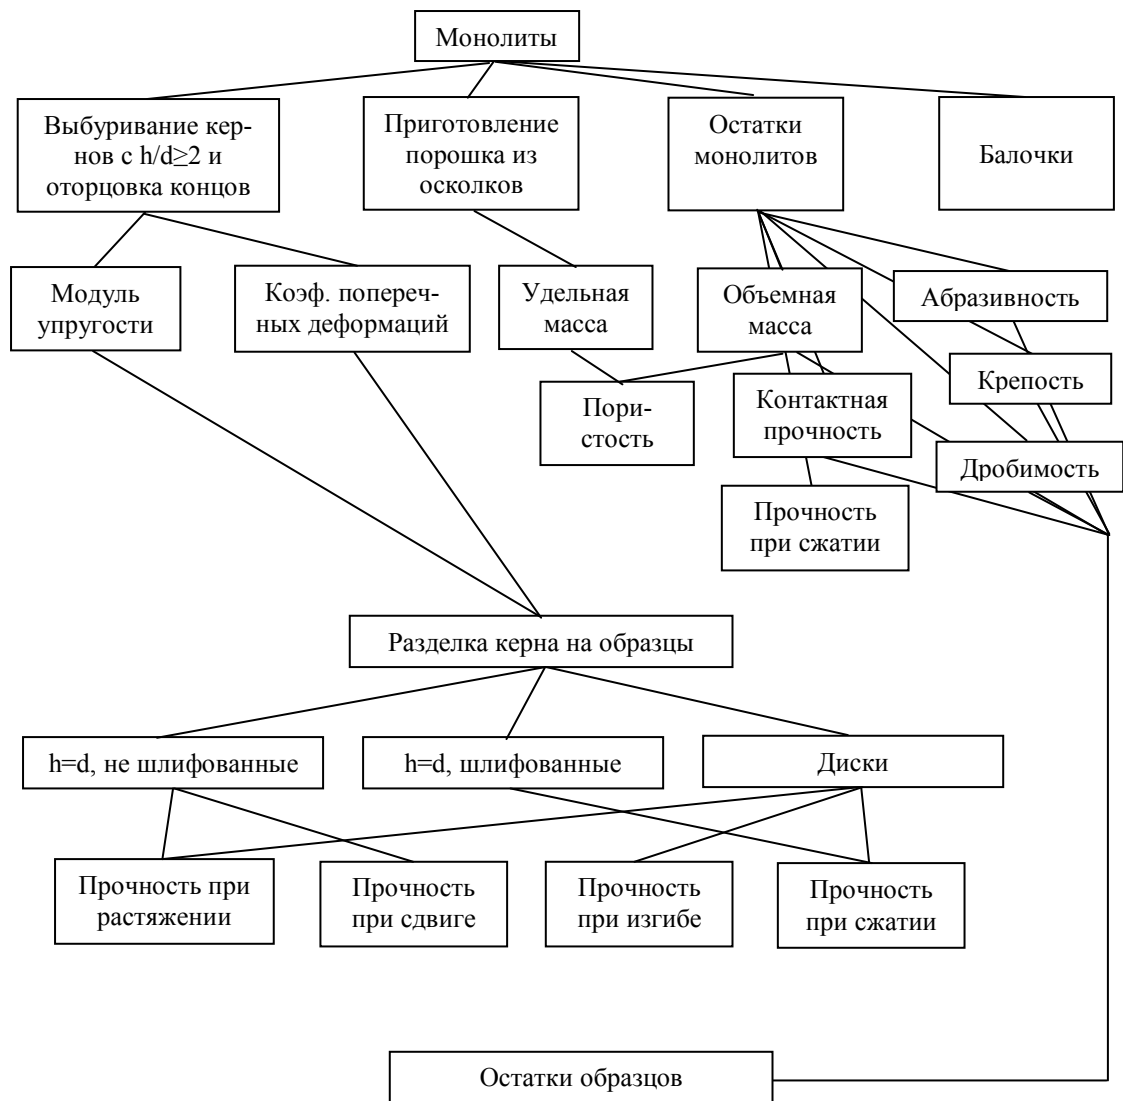 Монолиты
Выбуривание кер-
нов с h/d≥2 и
оторцовка концов
Приготовление
порошка из
осколков
Остатки
монолитов
Балочки
Модуль
упругости
Коэф. попереч-
ных деформаций
Удельная
масса
Объемная
масса
Абразивность
Пори-
стость
Контактная
прочность
Крепость
Дробимость
Прочность
при сжатии
Разделка керна на образцы
h=d, не шлифованные
h=d, шлифованные
Диски
Прочность при
растяжении
Прочность
при сдвиге
Прочность
при изгибе
Прочность
при сжатии
Остатки образцов